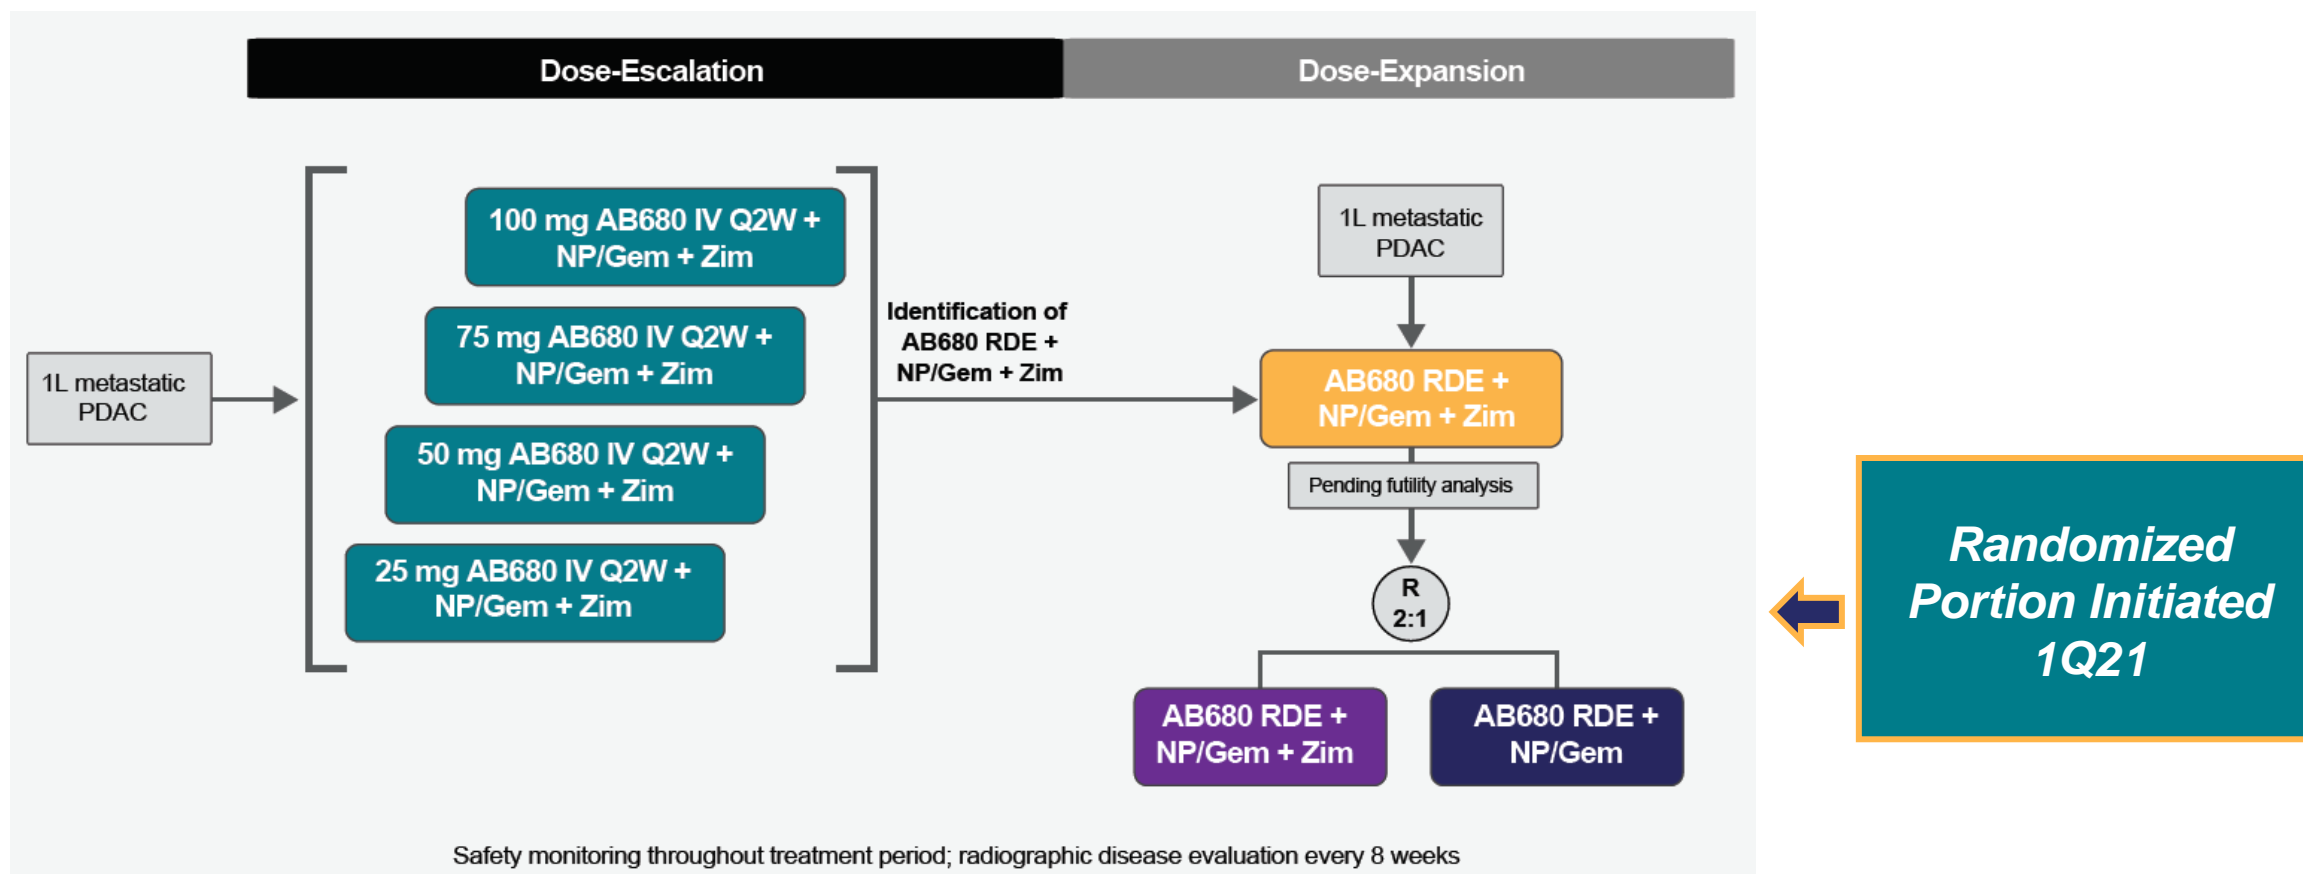 Dose-Escalation
Dose-Expansion
1L metastatic
PDAC
100 mg AB680 IV Q2W +
NP/Gem + Zim
75 mg AB680 IV Q2W +
NP/Gem + Zim
50 mg AB680 IV Q2W +
NP/Gem + Zim
25 mg AB680 IV Q2W +
NP/Gem + Zim
Identification of
AB680 RDE +
NP/Gem + Zim
1L metastatic
PDAC
AB680 RDE +
NP/Gem + Zim
Pending futility analysis
R
2:1
AB680 RDE +
NP/Gem + Zim
AB680 RDE +
NP/Gem
Randomized
Portion Initiated
1Q21
Safety monitoring throughout treatment period; radiographic disease evaluation every 8 weeks